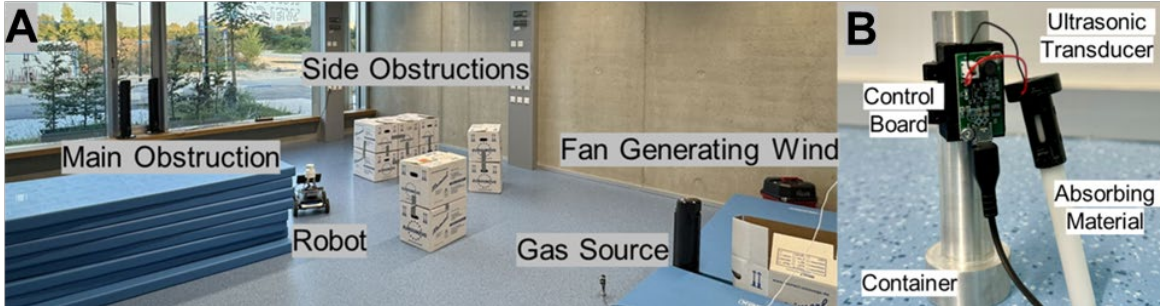 A
Side Obstructions
Main Obstruction
Fan Generating Wind
Robot
Gas Source
B
Ultrasonic
Transducer
Control
Board
Absorbing
Material
Container